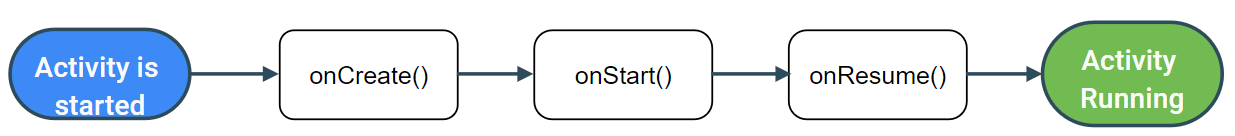 Activity is
started
onCreate()
onStart()
onResume()
Activity
Running